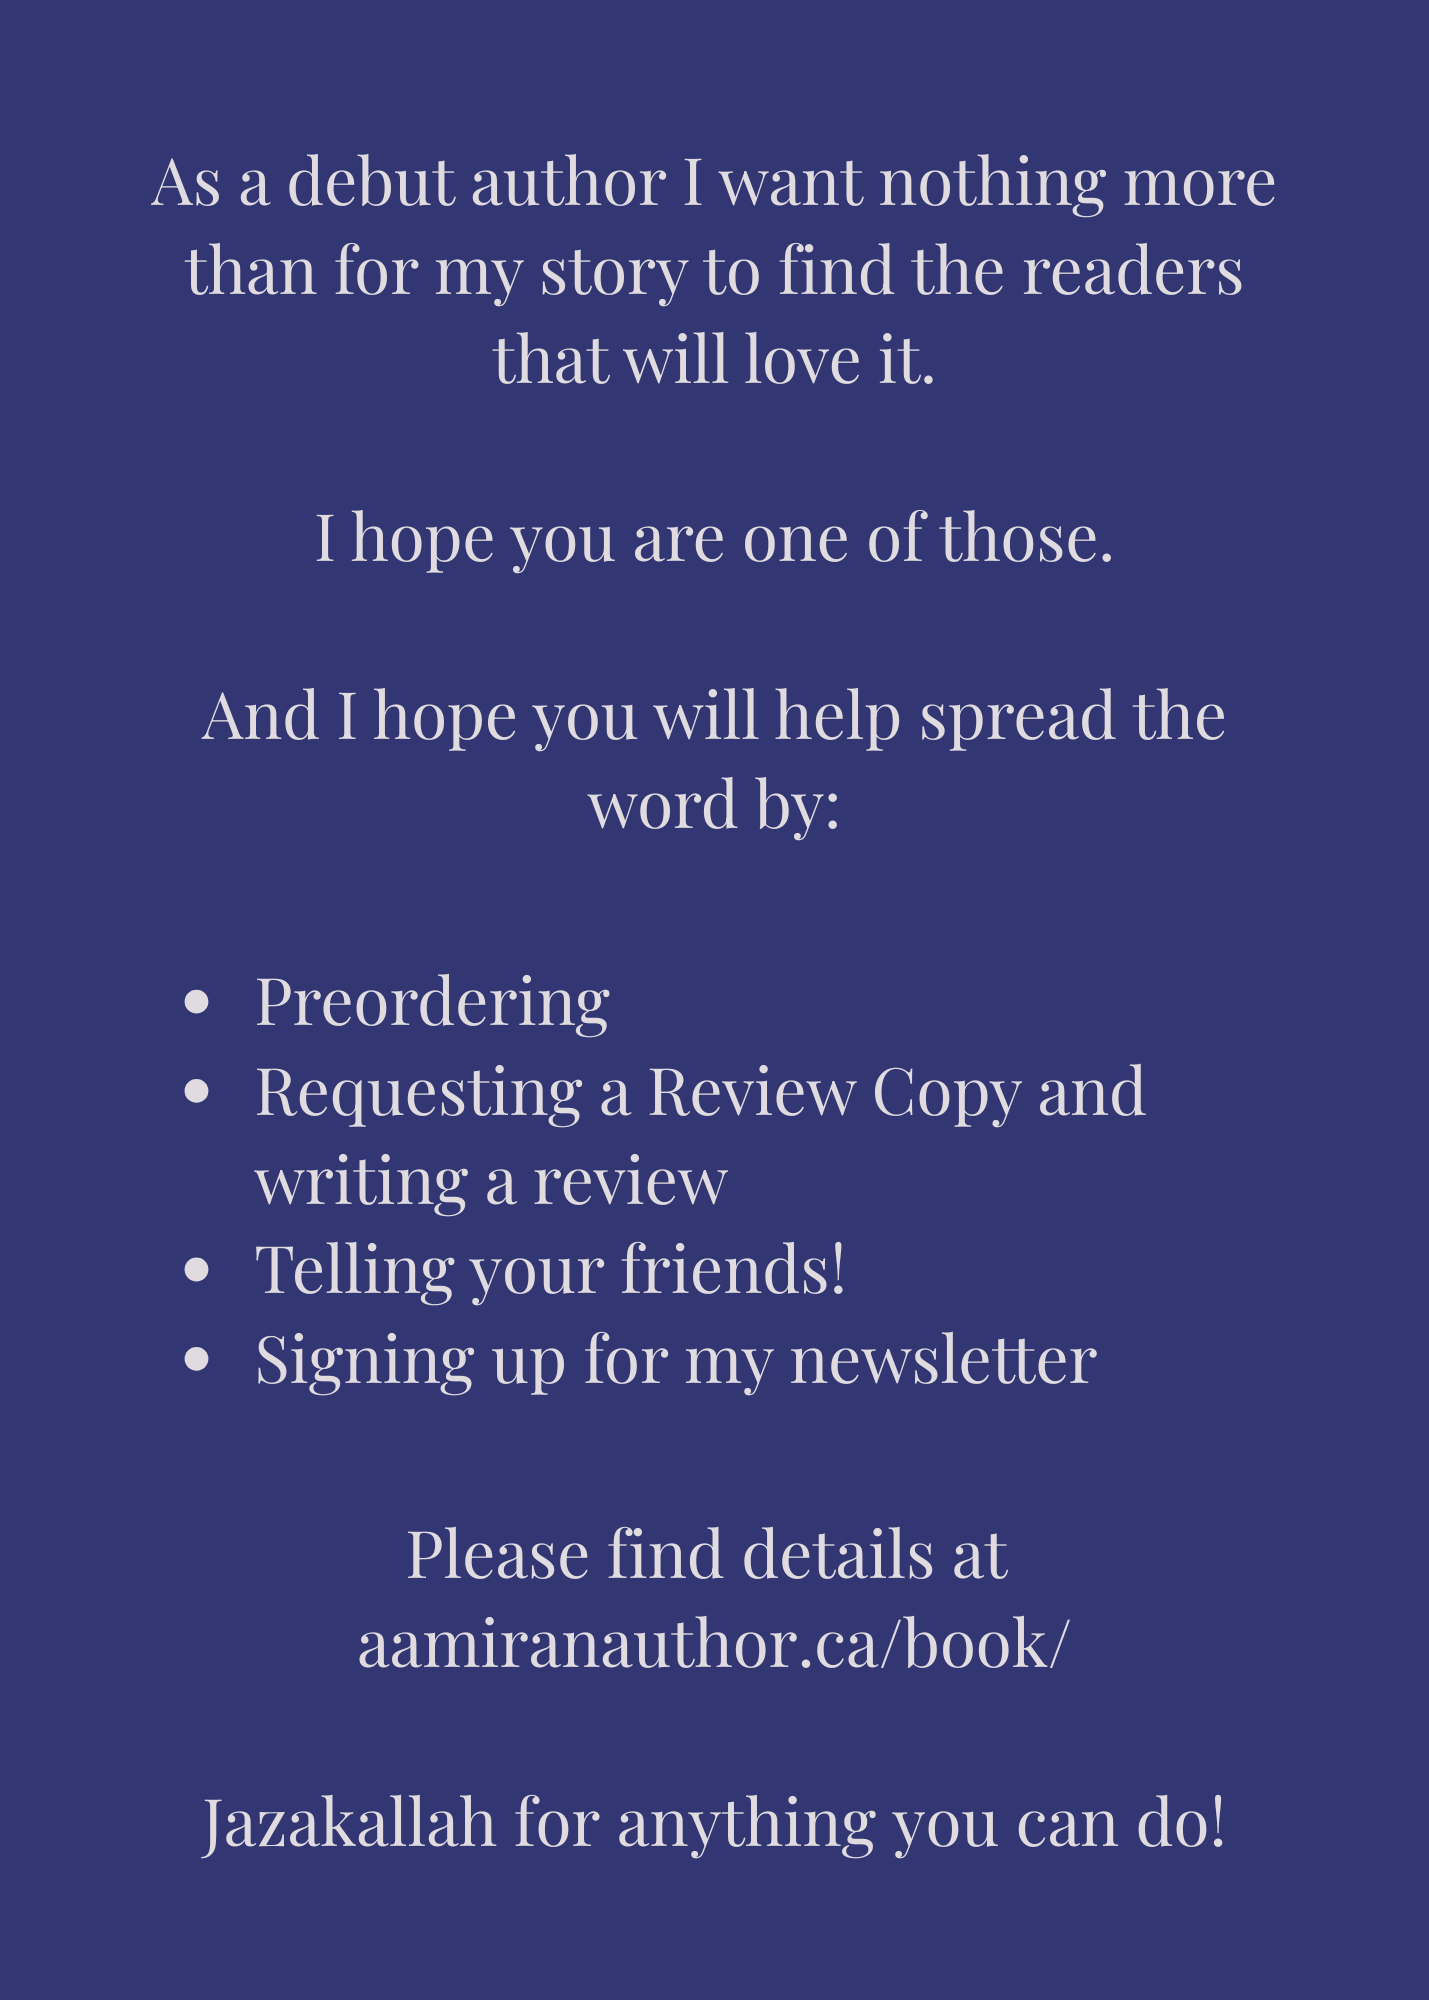 As a debut author I want nothing more
than for my story to find the readers
that will love it.
I hope you are one of those.
And I hope you will help spread the
word by:
• Preordering
• Requesting a Review Copy and
writing a review
• Telling your friends!
• Signing up for my newsletter
Please find details at
aamiranauthor.ca/book/
Jazakallah for anything you can do!